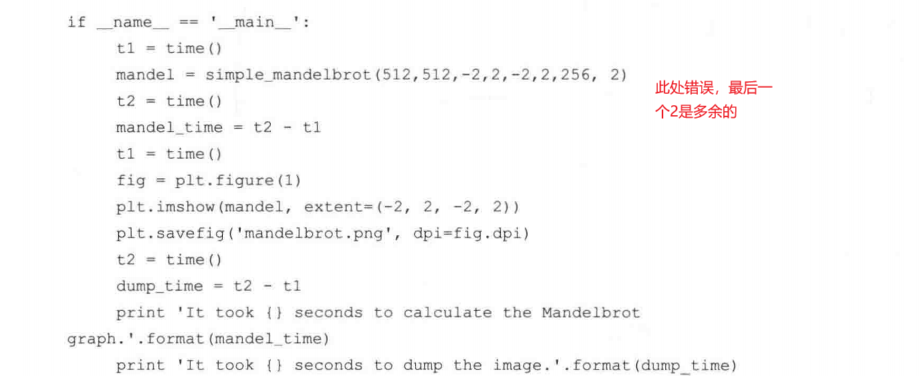 if __name__ == '__main__':
t1 = time()
mandel = simple_mandelbrot(512,512,-2,2,-2,2,256, 2)
此处错误，最后一
个2是多余的
t2 = time()
mandel_time = t2 - t1
t1 = time()
fig = plt.figure(1)
plt.imshow(mandel, extent=(-2, 2, -2, 2))
plt.savefig('mandelbrot.png', dpi=fig.dpi)
t2 = time()
dump_time = t2 - t1
print 'It took {} seconds to calculate the Mandelbrot
graph.'.format(mandel_time)
print 'It took {} seconds to dump the image.'.format(dump_time)